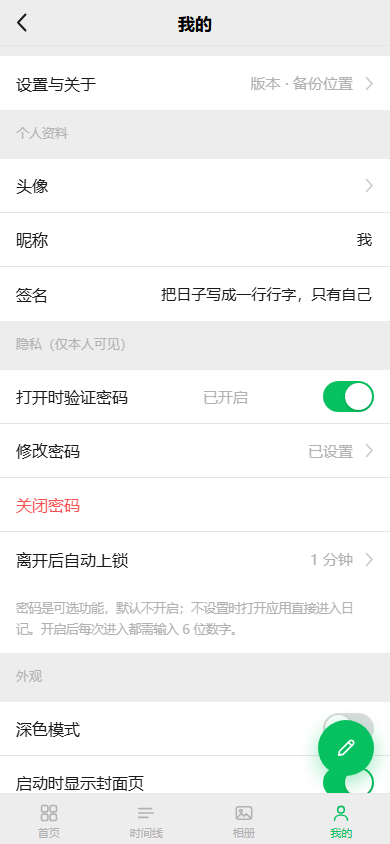 我的
设置与关于 版本 · 备份位置
个人资料
头像
昵称 我
签名 把日子写成一行行字，只有自己
隐私（仅本人可见）
打开时验证密码 已开启
修改密码 已设置
关闭密码
离开后自动上锁 1 分钟
密码是可选功能，默认不开启；不设置时打开应用直接进入日
记。开启后每次进入都需输入 6 位数字。
外观
深色模式
启动时显示封面页
首页 时间线 相册 我的